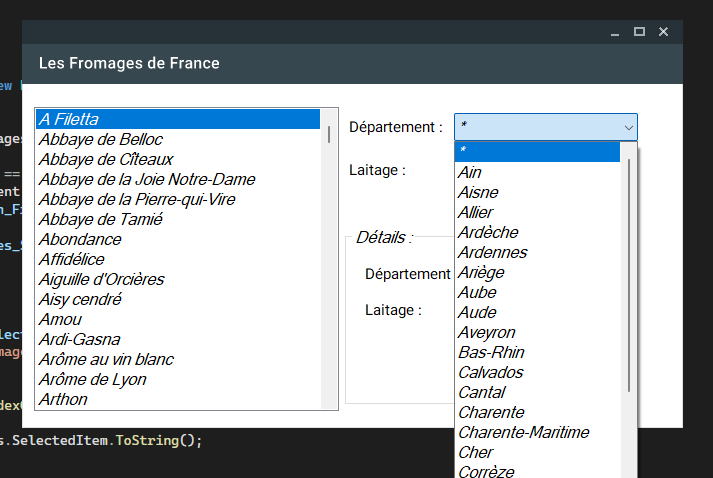 Les Fromages de France
A Filetta
Abbaye de Belloc
Abbaye de Cîteaux
Abbaye de la Joie Notre-Dame
Abbaye de la Pierre-qui-Vire
Abbaye de Tamié
Abondance
Affidélice
Aiguille d'Orcières
Aisy cendré
Amou
Ardi-Gasna
Arôme au vin blanc
Arôme de Lyon
Arthon
Département :
*
Laitage :
Détails :
Département
Laitage :
*
Ain
Aisne
Allier
Ardèche
Ardennes
Ariège
Aube
Aude
Aveyron
Bas-Rhin
Calvados
Cantal
Charente
Charente-Maritime
Cher
Corrèze
==
s.SelectedItem.ToString();